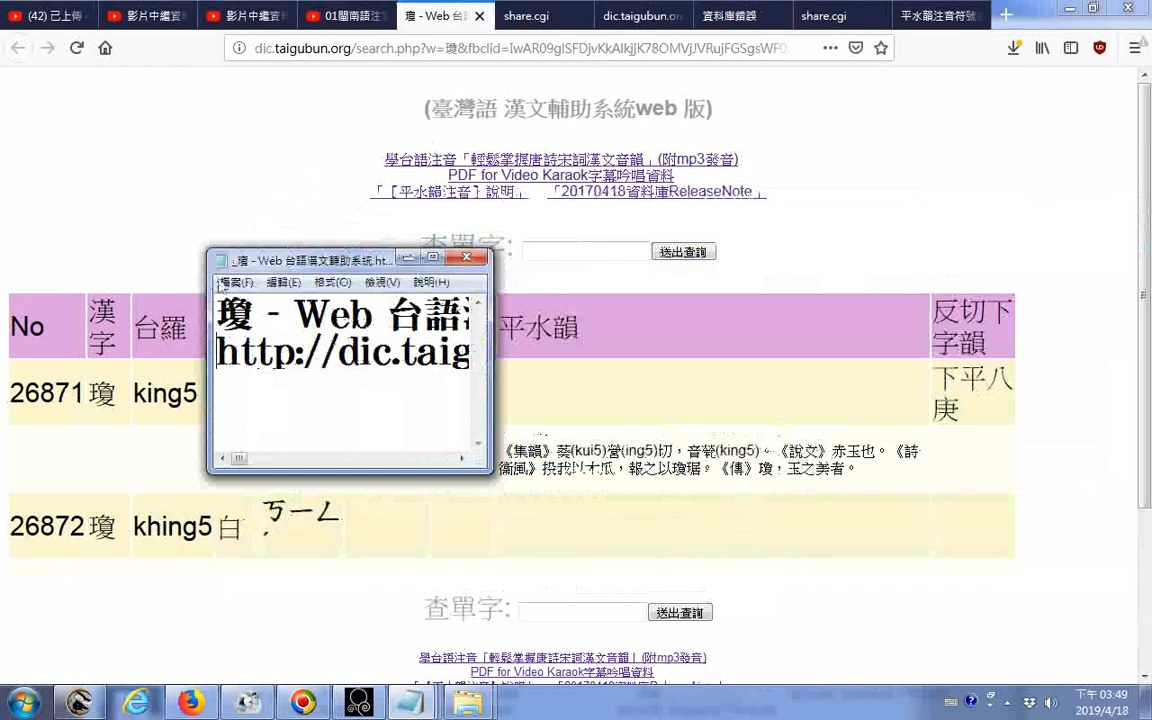 (42) 已上傳
影片中繼資料
影片中繼資料
01閩南語注
瓊 - Web 台
share.cgi
dic.taigubun.org
資料庫錯誤
share.cgi
平水韻注音符號
dic.taigubun.org/search.php?w=瓊&fbclid=IwAR09glSFDjvKkAlkjjK78OMVjJVRujFGSgsWF0
(臺灣語 漢文輔助系統web 版)
學台語注音「輕鬆掌握唐詩宋詞漢文音韻」(附mp3發音)
PDF for Video Karaok字幕吟唱資料
「【平水韻注音】說明」 「20170418資料庫ReleaseNote」
查單字: 送出查詢
瓊 - Web 台語漢文輔助系統.ht...
檔案(F) 編輯(E) 格式(O) 檢視(V) 說明(H)
瓊 - Web 台語
http://dic.taig
No 漢字 台羅 平水韻 反切下字韻
26871 瓊 king5 下平八庚
《集韻》葵(kui5)營(ing5)切，音煢(king5)。《說文》赤玉也。《詩
衞風》投我以木瓜，報之以瓊琚。《傳》瓊，玉之美者。
26872 瓊 khing5 白 ㄎㄧㄥˊ
查單字: 送出查詢
學台語注音「輕鬆掌握唐詩宋詞漢文音韻」(附mp3發音)
PDF for Video Karaok字幕吟唱資料
下午 03:49
2019/4/18